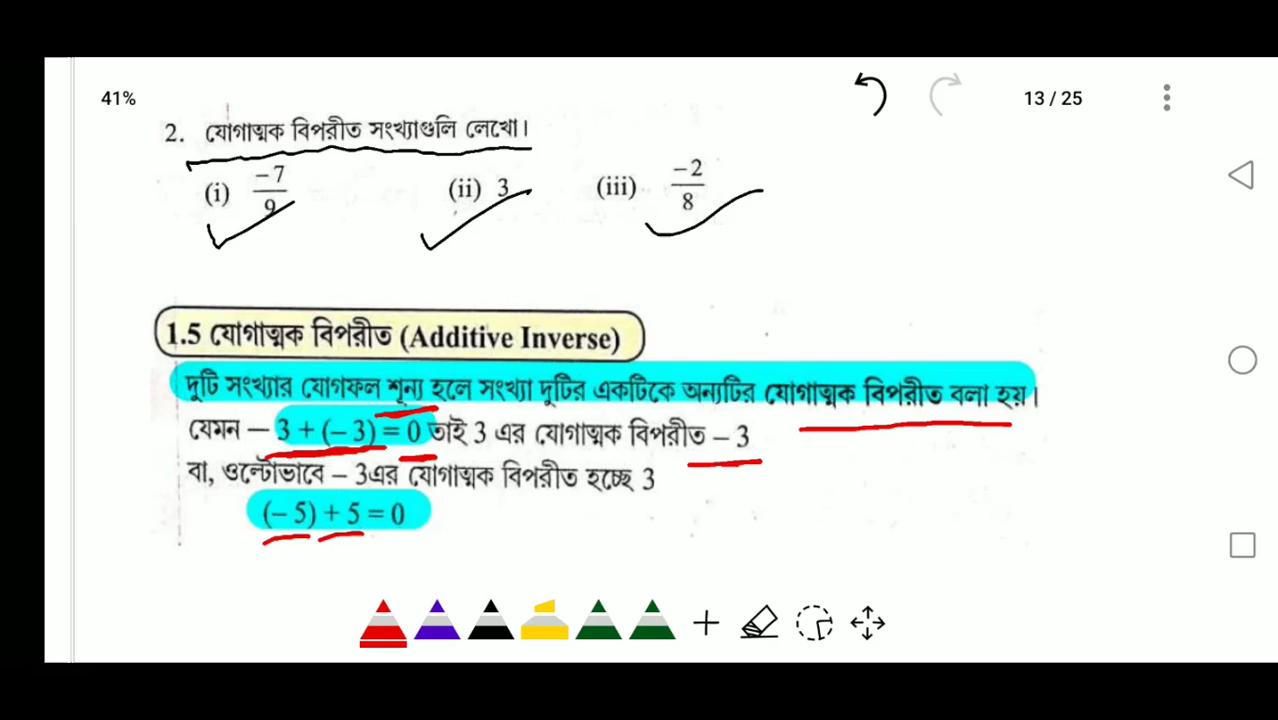 41%
13 / 25
2. যোগাত্মক বিপরীত সংখ্যাগুলি লেখো।
(i) -7/9 (ii) 3 (iii) -2/8
1.5 যোগাত্মক বিপরীত (Additive Inverse)
দুটি সংখ্যার যোগফল শূন্য হলে সংখ্যা দুটির একটিকে অন্যটির যোগাত্মক বিপরীত বলা হয়।
যেমন – 3 + (– 3) = 0 তাই 3 এর যোগাত্মক বিপরীত – 3
বা, ওল্টোভাবে – 3এর যোগাত্মক বিপরীত হচ্ছে 3
(– 5) + 5 = 0